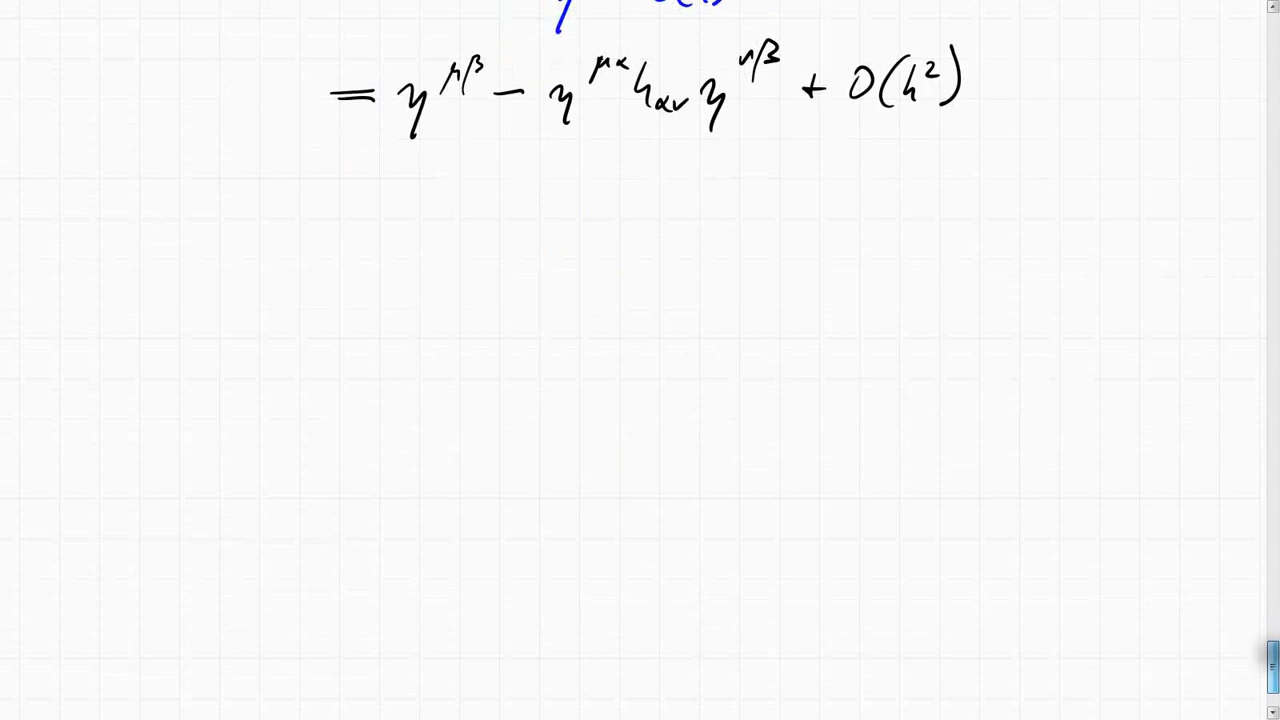 = η^{μβ} − η^{μα} h_{αν} η^{νβ} + O(h²)